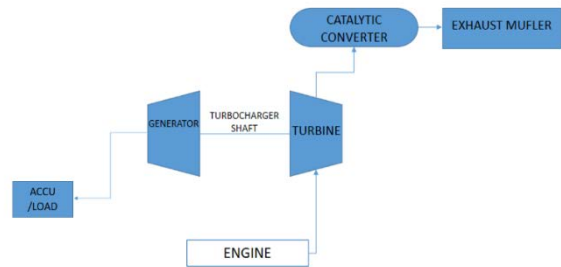 CATALYTIC
CONVERTER
EXHAUST MUFLER
GENERATOR
TURBOCHARGER
SHAFT
TURBINE
ACCU
/LOAD
ENGINE